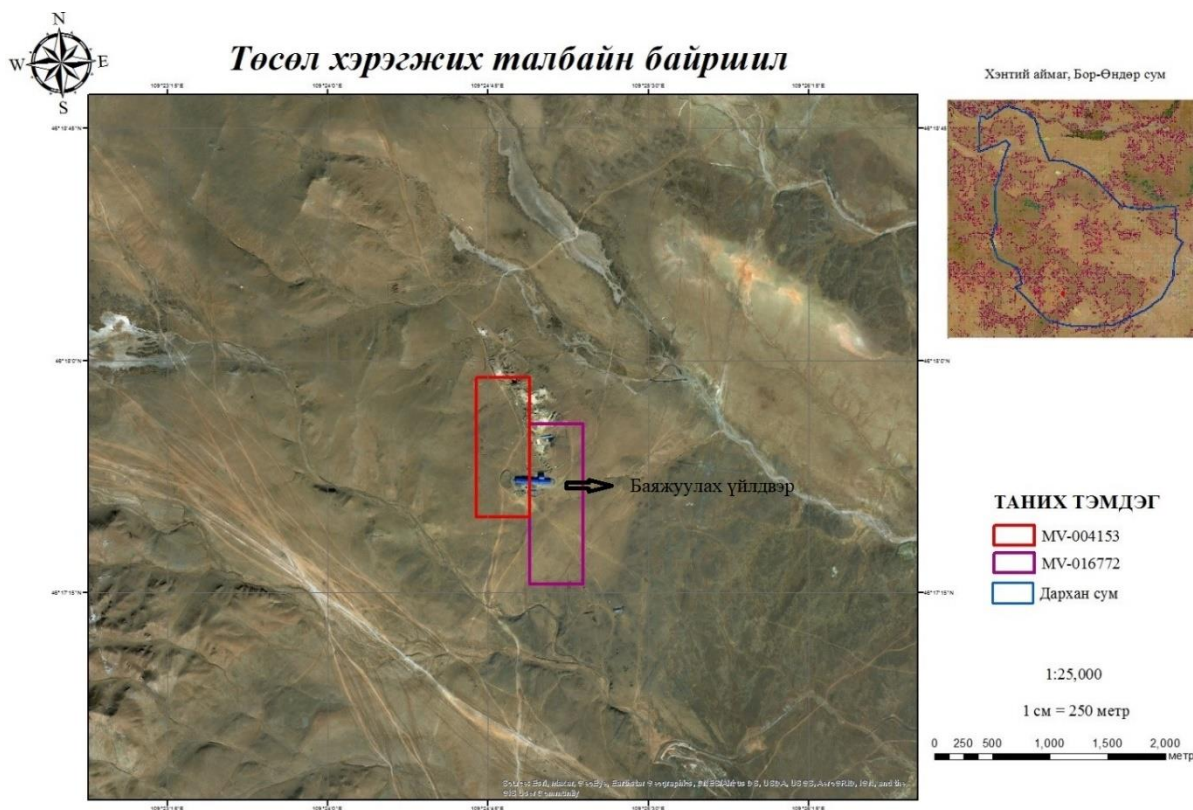 N
W E
S
Төсөл хэрэгжих талбайн байршил
Хэнтий аймаг, Бор-Өндөр сум
Баяжуулах үйлдвэр
ТАНИХ ТЭМДЭГ
MV-004153
MV-016772
Дархан сум
1:25,000
1 см = 250 метр
0 250 500 1,000 1,500 2,000
метр